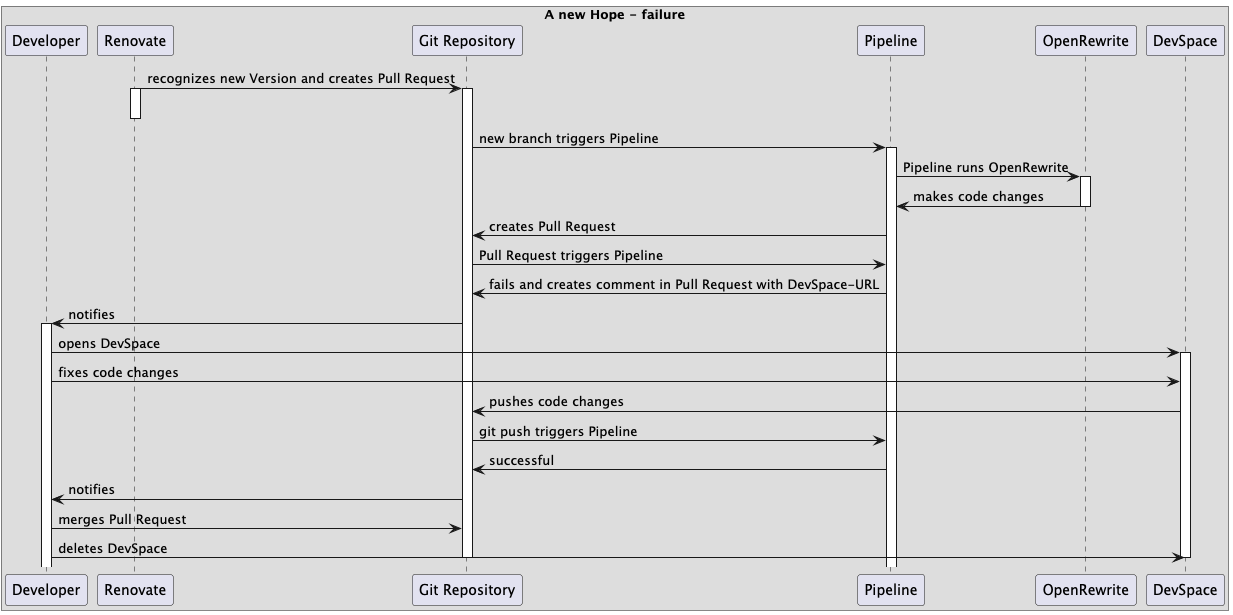 A new Hope – failure
Developer Renovate Git Repository Pipeline OpenRewrite DevSpace
recognizes new Version and creates Pull Request
new branch triggers Pipeline
Pipeline runs OpenRewrite
makes code changes
creates Pull Request
Pull Request triggers Pipeline
fails and creates comment in Pull Request with DevSpace-URL
notifies
opens DevSpace
fixes code changes
pushes code changes
git push triggers Pipeline
successful
notifies
merges Pull Request
deletes DevSpace
Developer Renovate Git Repository Pipeline OpenRewrite DevSpace